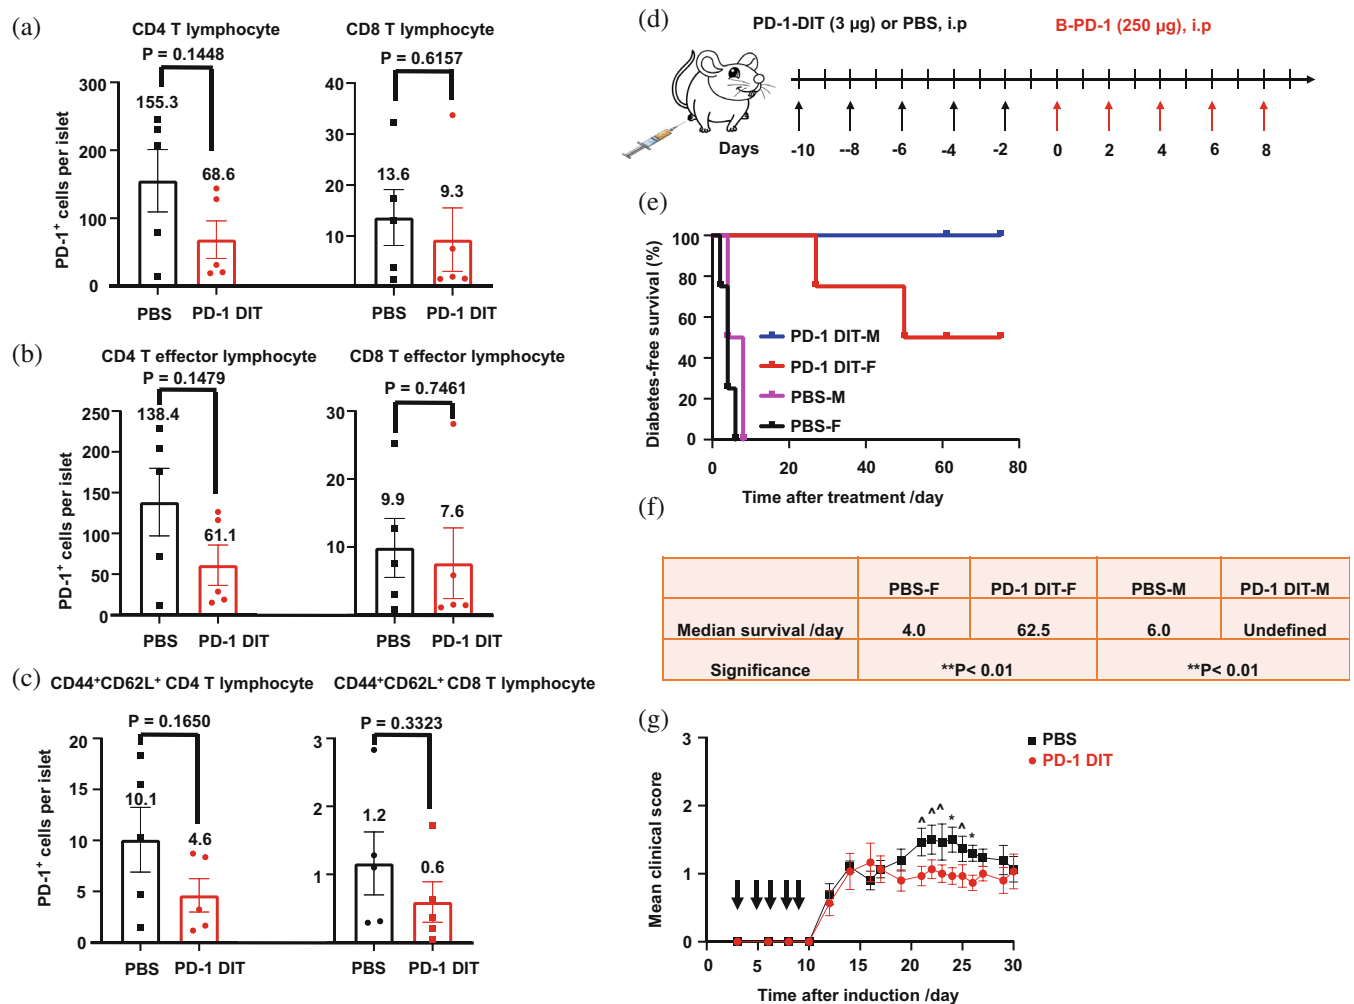 (a)
CD4 T lymphocyte
CD8 T lymphocyte
P = 0.1448
P = 0.6157
PD-1⁺ cells per islet
300
200
100
0
155.3
68.6
PBS
PD-1 DIT
40
30
20
10
0
13.6
9.3
PBS
PD-1 DIT
(b)
CD4 T effector lymphocyte
CD8 T effector lymphocyte
P = 0.1479
P = 0.7461
PD-1⁺ cells per islet
250
200
150
100
50
0
138.4
61.1
PBS
PD-1 DIT
30
20
10
0
9.9
7.6
PBS
PD-1 DIT
(c)
CD44⁺CD62L⁺ CD4 T lymphocyte
CD44⁺CD62L⁺ CD8 T lymphocyte
P = 0.1650
P = 0.3323
PD-1⁺ cells per islet
20
15
10
5
0
10.1
4.6
PBS
PD-1 DIT
3
2
1
0
1.2
0.6
PBS
PD-1 DIT
(d)
PD-1-DIT (3 µg) or PBS, i.p
B-PD-1 (250 µg), i.p
Days -10 --8 -6 -4 -2 0 2 4 6 8
(e)
Diabetes-free survival (%)
100
80
60
40
20
0
PD-1 DIT-M
PD-1 DIT-F
PBS-M
PBS-F
0 20 40 60 80
Time after treatment /day
(f)
PBS-F PD-1 DIT-F PBS-M PD-1 DIT-M
Median survival /day 4.0 62.5 6.0 Undefined
Significance **P< 0.01 **P< 0.01
(g)
Mean clinical score
3
2
1
0
PBS
PD-1 DIT
^ ^ ^ * ^ *
0 5 10 15 20 25 30
Time after induction /day